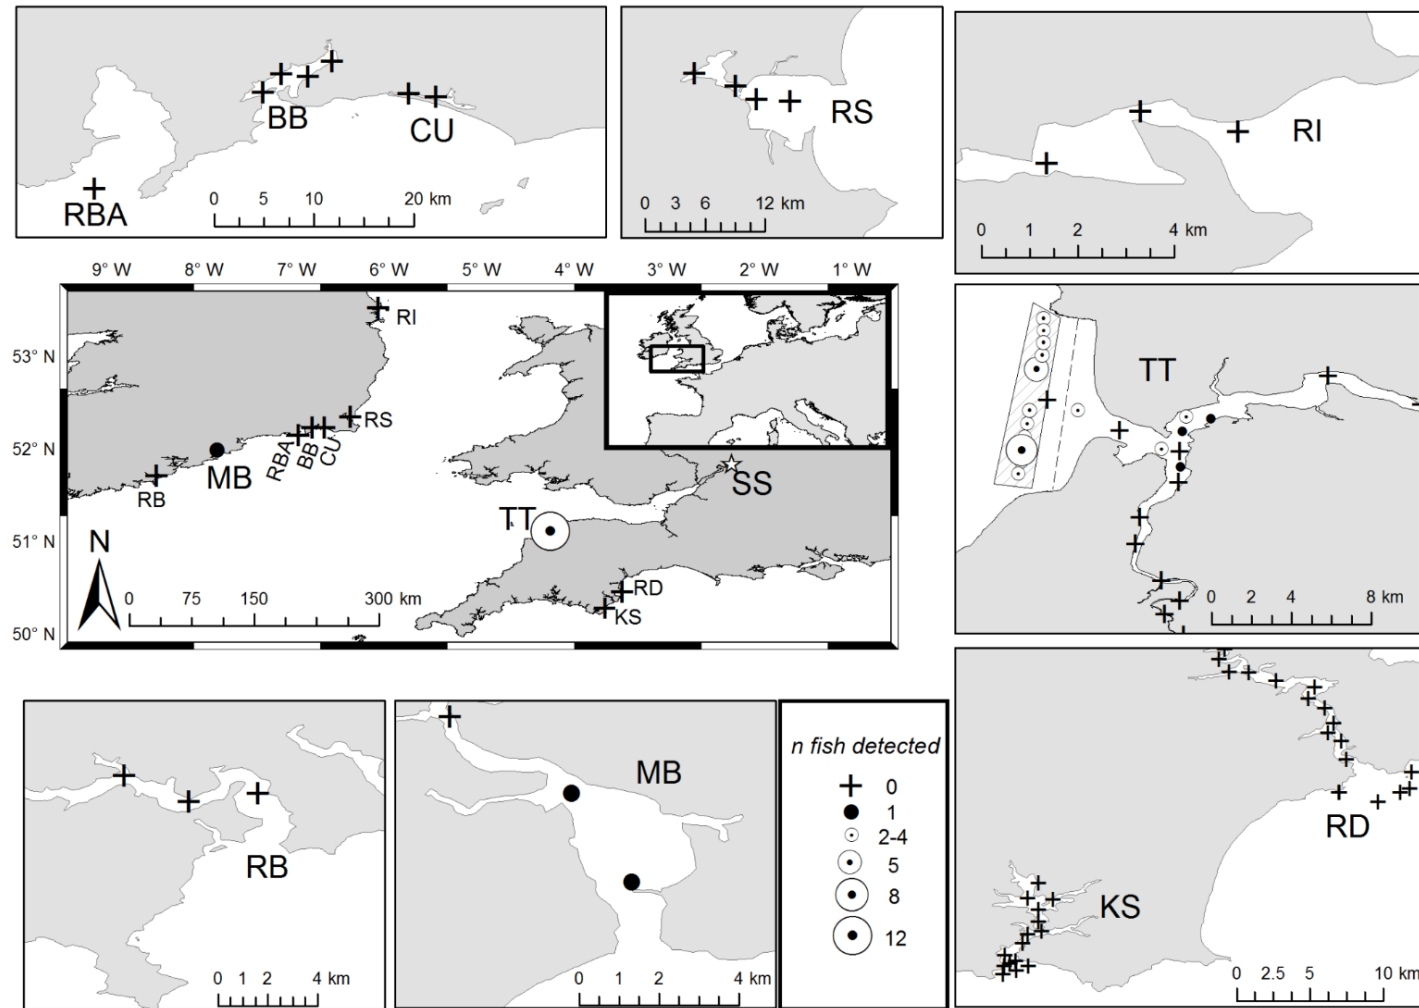 BB
CU
RBA
0 5 10 20 km
RS
0 3 6 12 km
RI
0 1 2 4 km
9° W 8° W 7° W 6° W 5° W 4° W 3° W 2° W 1° W
53° N
52° N
51° N
50° N
RI
RS
RBA
BB
CU
MB
RB
SS
TT
RD
KS
N
0 75 150 300 km
TT
0 2 4 8 km
RB
0 1 2 4 km
MB
0 1 2 4 km
n fish detected
0
1
2-4
5
8
12
RD
KS
0 2.5 5 10 km